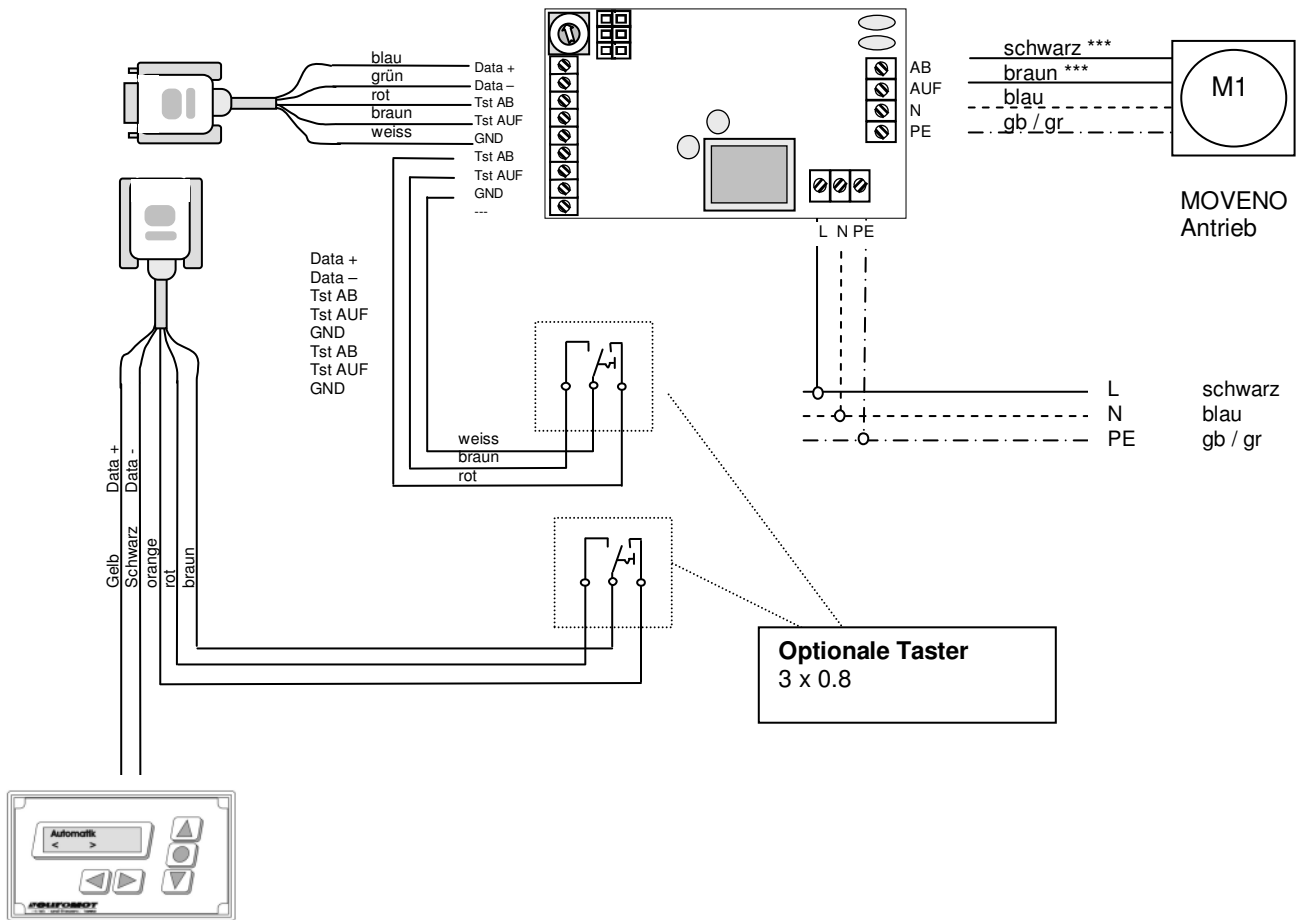 blau
grün
rot
braun
weiss
Data +
Data –
Tst AB
Tst AUF
GND
Tst AB
Tst AUF
GND
---
AB
AUF
N
PE
schwarz ***
braun ***
blau
gb / gr
M1
MOVENO
Antrieb
L N PE
Data +
Data –
Tst AB
Tst AUF
GND
Tst AB
Tst AUF
GND
L schwarz
N blau
PE gb / gr
weiss
braun
rot
Gelb Data +
Schwarz Data -
orange
rot
braun
Optionale Taster
3 x 0.8
Automatik
< >
euromot